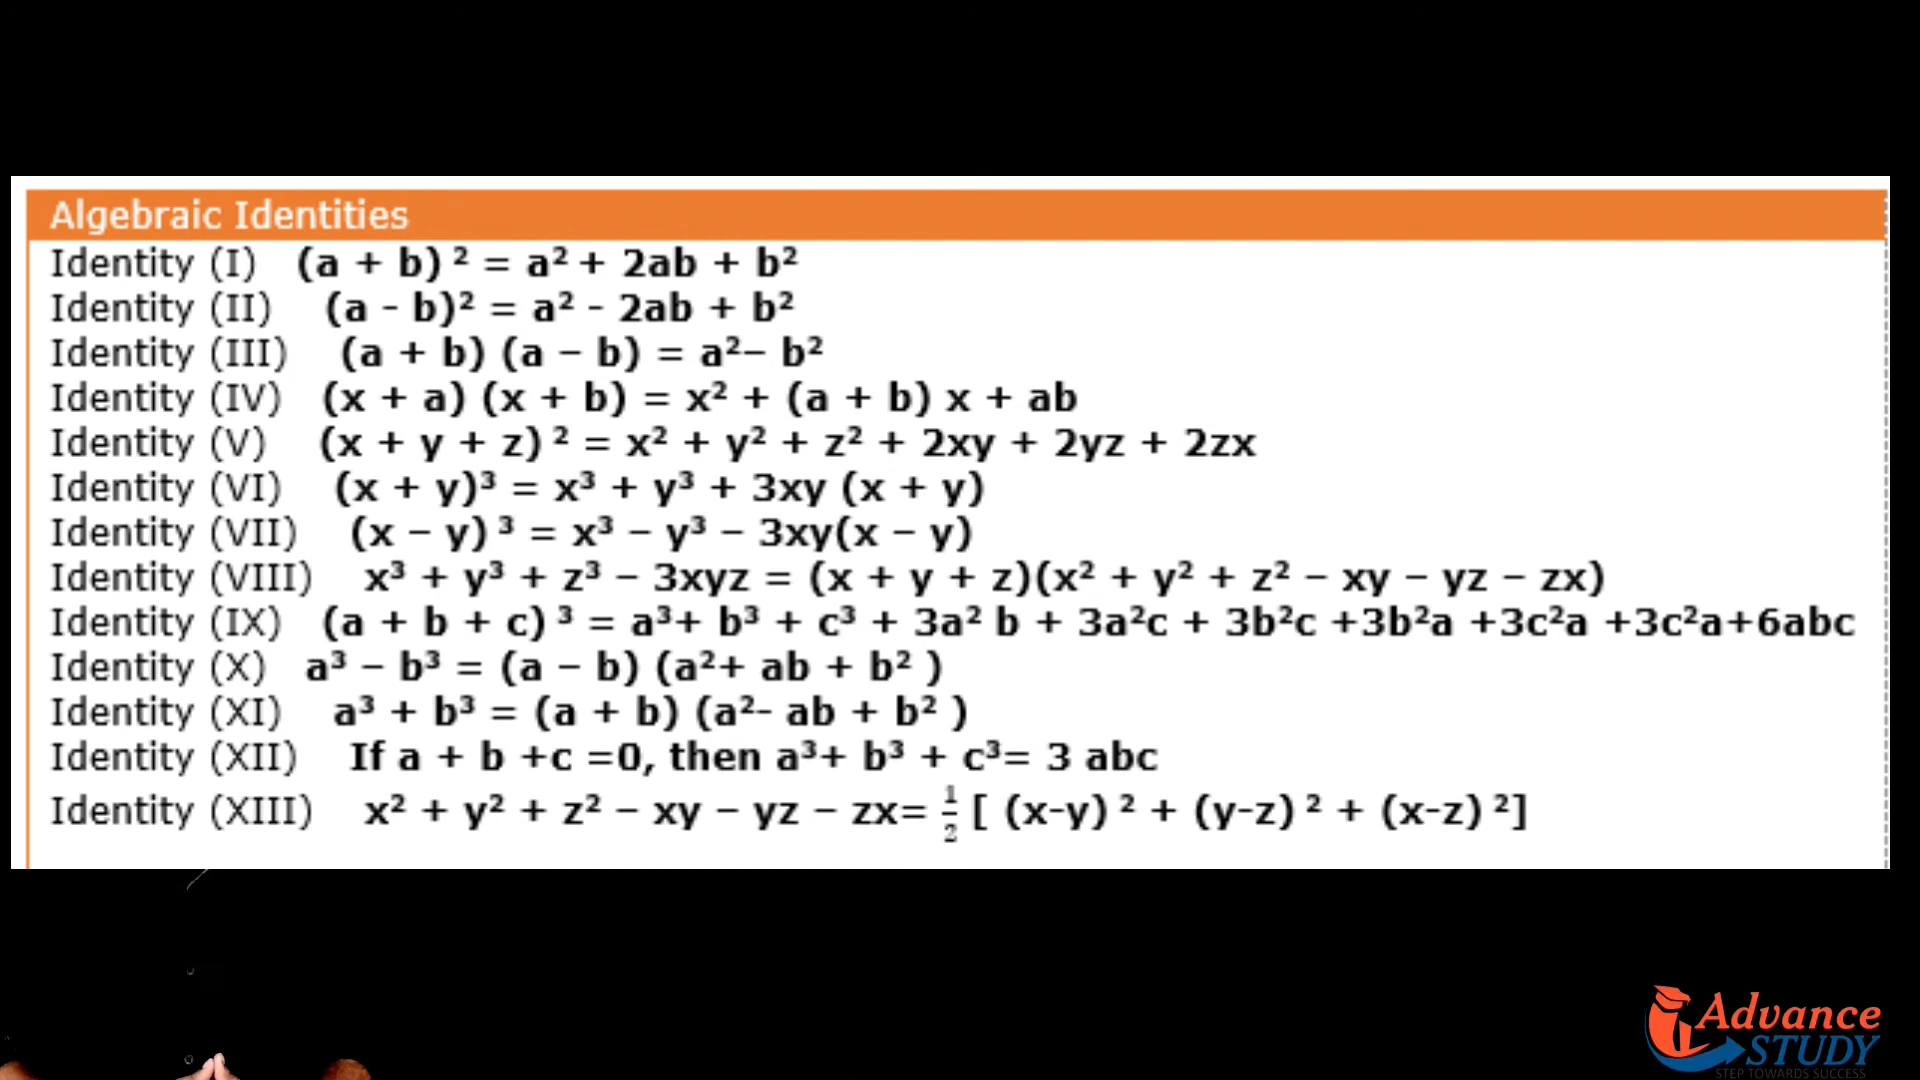 Algebraic Identities
Identity (I) (a + b) ² = a² + 2ab + b²
Identity (II) (a - b)² = a² - 2ab + b²
Identity (III) (a + b) (a – b) = a²– b²
Identity (IV) (x + a) (x + b) = x² + (a + b) x + ab
Identity (V) (x + y + z) ² = x² + y² + z² + 2xy + 2yz + 2zx
Identity (VI) (x + y)³ = x³ + y³ + 3xy (x + y)
Identity (VII) (x – y) ³ = x³ – y³ – 3xy(x – y)
Identity (VIII) x³ + y³ + z³ – 3xyz = (x + y + z)(x² + y² + z² – xy – yz – zx)
Identity (IX) (a + b + c) ³ = a³+ b³ + c³ + 3a² b + 3a²c + 3b²c +3b²a +3c²a +3c²a+6abc
Identity (X) a³ – b³ = (a – b) (a²+ ab + b² )
Identity (XI) a³ + b³ = (a + b) (a²- ab + b² )
Identity (XII) If a + b +c =0, then a³+ b³ + c³= 3 abc
Identity (XIII) x² + y² + z² – xy – yz – zx= ½ [ (x-y) ² + (y-z) ² + (x-z) ²]
Advance
STUDY
STEP TOWARDS SUCCESS